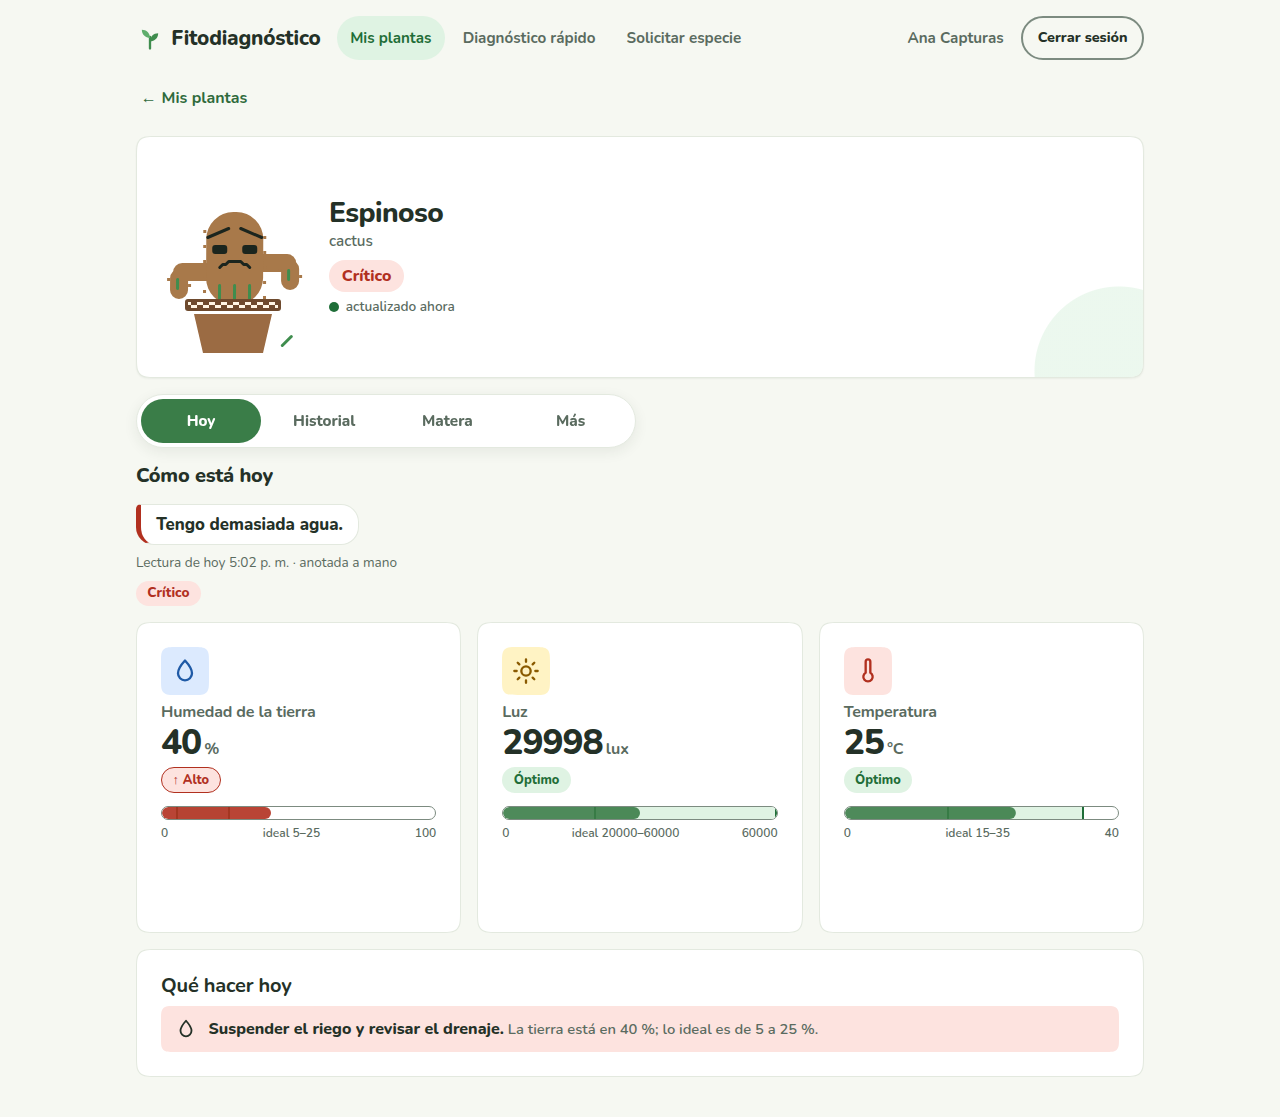 Fitodiagnóstico
Mis plantas
Diagnóstico rápido
Solicitar especie
Ana Capturas
Cerrar sesión
← Mis plantas
Espinoso
cactus
Crítico
actualizado ahora
Hoy
Historial
Matera
Más
Cómo está hoy
Tengo demasiada agua.
Lectura de hoy 5:02 p. m. · anotada a mano
Crítico
Humedad de la tierra
40 %
↑ Alto
0 ideal 5–25 100
Luz
29998 lux
Óptimo
0 ideal 20000–60000 60000
Temperatura
25 °C
Óptimo
0 ideal 15–35 40
Qué hacer hoy
Suspender el riego y revisar el drenaje. La tierra está en 40 %; lo ideal es de 5 a 25 %.